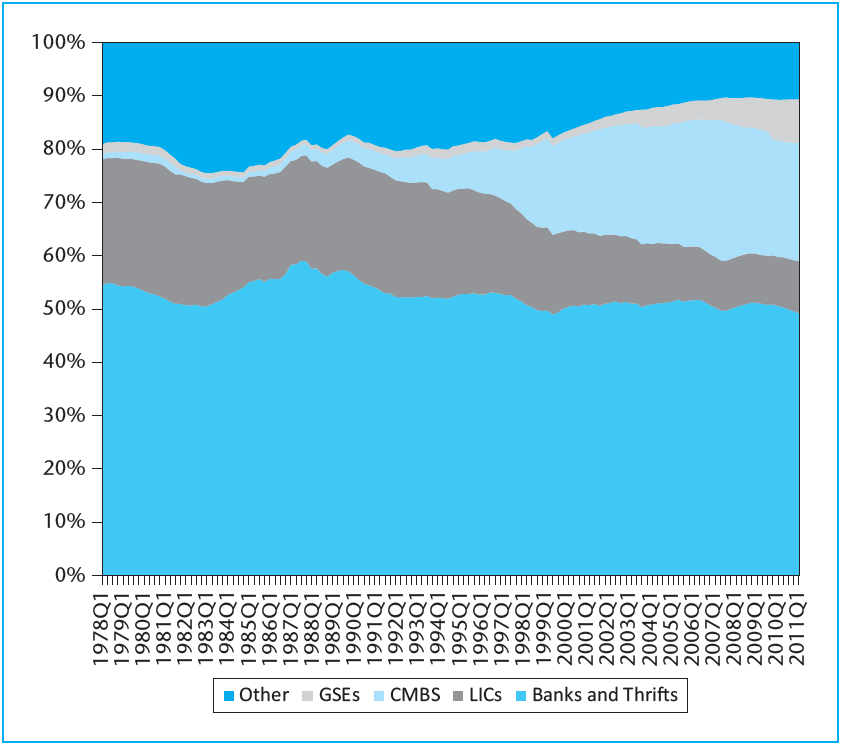 100%
90%
80%
70%
60%
50%
40%
30%
20%
10%
0%
1978Q1
1979Q1
1980Q1
1981Q1
1982Q1
1983Q1
1984Q1
1985Q1
1986Q1
1987Q1
1988Q1
1989Q1
1990Q1
1991Q1
1992Q1
1993Q1
1994Q1
1995Q1
1996Q1
1997Q1
1998Q1
1999Q1
2000Q1
2001Q1
2002Q1
2003Q1
2004Q1
2005Q1
2006Q1
2007Q1
2008Q1
2009Q1
2010Q1
2011Q1
Other GSEs CMBS LICs Banks and Thrifts